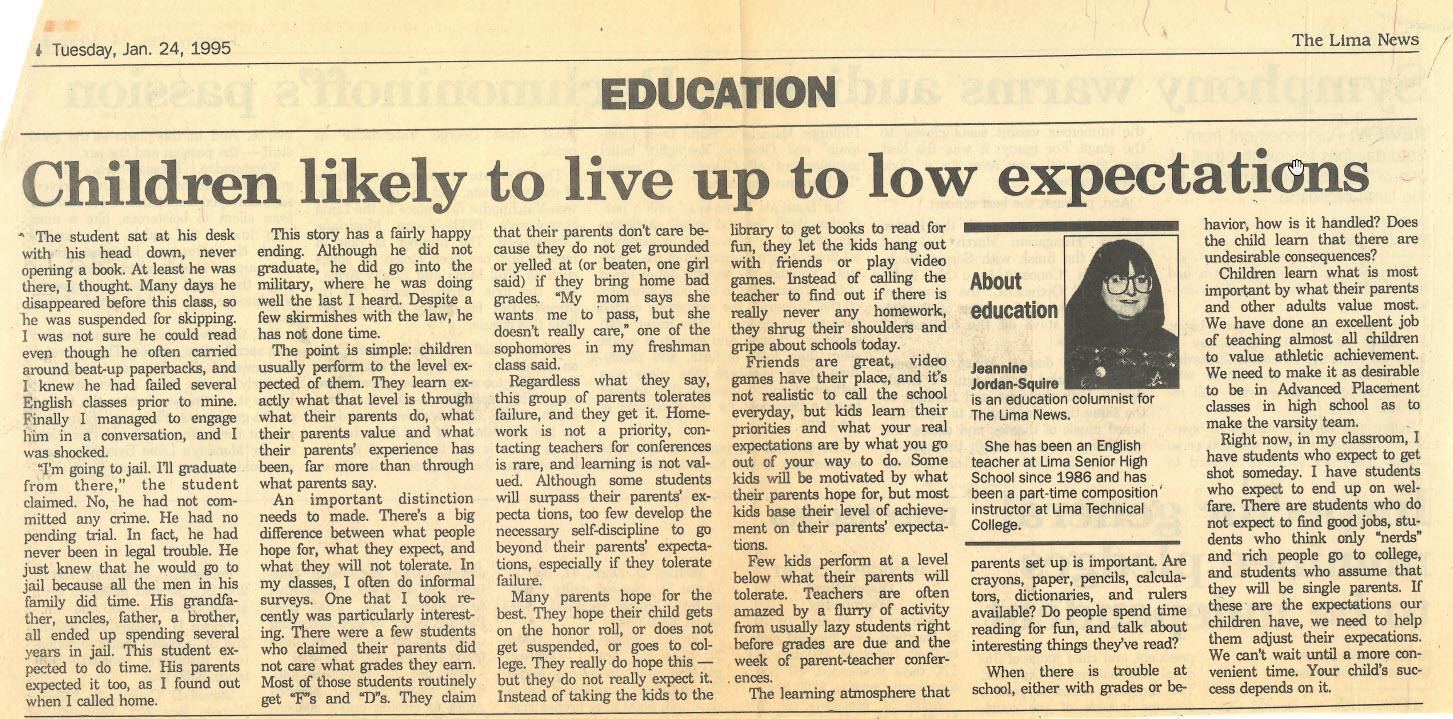 Tuesday, Jan. 24, 1995
The Lima News
EDUCATION
Children likely to live up to low expectations
The student sat at his desk
with his head down, never
opening a book. At least he was
there, I thought. Many days he
disappeared before this class, so
he was suspended for skipping.
I was not sure he could read
even though he often carried
around beat-up paperbacks, and
I knew he had failed several
English classes prior to mine.
Finally I managed to engage
him in a conversation, and I
was shocked.
"I'm going to jail. I'll graduate
from there," the student
claimed. No, he had not com-
mitted any crime. He had no
pending trial. In fact, he had
never been in legal trouble. He
just knew that he would go to
jail because all the men in his
family did time. His grandfa-
ther, uncles, father, a brother,
all ended up spending several
years in jail. This student ex-
pected to do time. His parents
expected it too, as I found out
when I called home.
This story has a fairly happy
ending. Although he did not
graduate, he did go into the
military, where he was doing
well the last I heard. Despite a
few skirmishes with the law, he
has not done time.
The point is simple: children
usually perform to the level ex-
pected of them. They learn ex-
actly what that level is through
what their parents do, what
their parents value and what
their parents' experience has
been, far more than through
what parents say.
An important distinction
needs to made. There's a big
difference between what people
hope for, what they expect, and
what they will not tolerate. In
my classes, I often do informal
surveys. One that I took re-
cently was particularly interest-
ing. There were a few students
who claimed their parents did
not care what grades they earn.
Most of those students routinely
get "F"s and "D"s. They claim
that their parents don't care be-
cause they do not get grounded
or yelled at (or beaten, one girl
said) if they bring home bad
grades. "My mom says she
wants me to pass, but she
doesn't really care," one of the
sophomores in my freshman
class said.
Regardless what they say,
this group of parents tolerates
failure, and they get it. Home-
work is not a priority, con-
tacting teachers for conferences
is rare, and learning is not val-
ued. Although some students
will surpass their parents' ex-
pecta tions, too few develop the
necessary self-discipline to go
beyond their parents' expecta-
tions, especially if they tolerate
failure.
Many parents hope for the
best. They hope their child gets
on the honor roll, or does not
get suspended, or goes to col-
lege. They really do hope this —
but they do not really expect it.
Instead of taking the kids to the
library to get books to read for
fun, they let the kids hang out
with friends or play video
games. Instead of calling the
teacher to find out if there is
really never any homework,
they shrug their shoulders and
gripe about schools today.
Friends are great, video
games have their place, and it's
not realistic to call the school
everyday, but kids learn their
priorities and what your real
expectations are by what you go
out of your way to do. Some
kids will be motivated by what
their parents hope for, but most
kids base their level of achieve-
ment on their parents' expecta-
tions.
Few kids perform at a level
below what their parents will
tolerate. Teachers are often
amazed by a flurry of activity
from usually lazy students right
before grades are due and the
week of parent-teacher confer-
ences.
The learning atmosphere that
About
education
Jeannine
Jordan-Squire
is an education columnist for
The Lima News.
She has been an English
teacher at Lima Senior High
School since 1986 and has
been a part-time composition
instructor at Lima Technical
College.
parents set up is important. Are
crayons, paper, pencils, calcula-
tors, dictionaries, and rulers
available? Do people spend time
reading for fun, and talk about
interesting things they've read?
When there is trouble at
school, either with grades or be-
havior, how is it handled? Does
the child learn that there are
undesirable consequences?
Children learn what is most
important by what their parents
and other adults value most.
We have done an excellent job
of teaching almost all children
to value athletic achievement.
We need to make it as desirable
to be in Advanced Placement
classes in high school as to
make the varsity team.
Right now, in my classroom, I
have students who expect to get
shot someday. I have students
who expect to end up on wel-
fare. There are students who do
not expect to find good jobs, stu-
dents who think only "nerds"
and rich people go to college,
and students who assume that
they will be single parents. If
these are the expectations our
children have, we need to help
them adjust their expecations.
We can't wait until a more con-
venient time. Your child's suc-
cess depends on it.